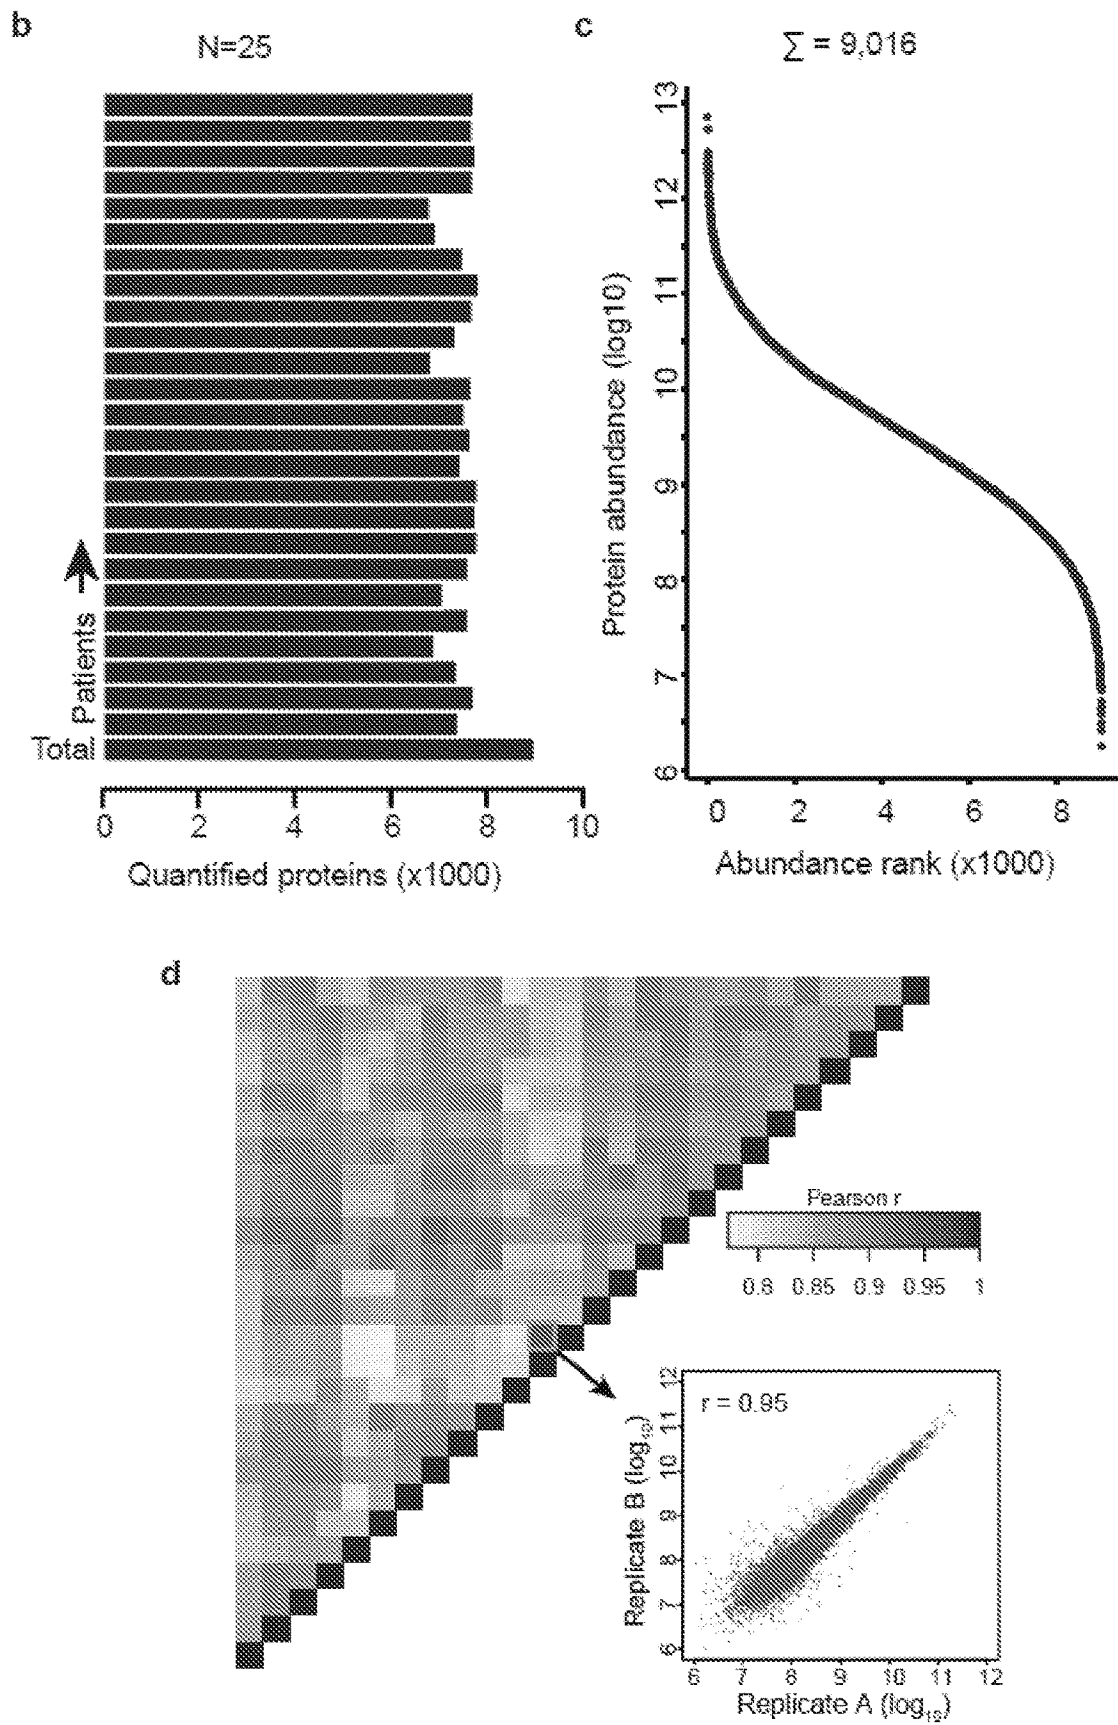 b
N=25
Patients
Total
0 2 4 6 8 10
Quantified proteins (x1000)
c
∑ = 9,016
Protein abundance (log10)
13
12
11
10
9
8
7
6
0 2 4 6 8
Abundance rank (x1000)
d
Pearson r
0.8 0.85 0.9 0.95 1
r = 0.95
Replicate B (log₁₀)
12
11
10
9
8
7
6
6 7 8 9 10 11 12
Replicate A (log₁₀)